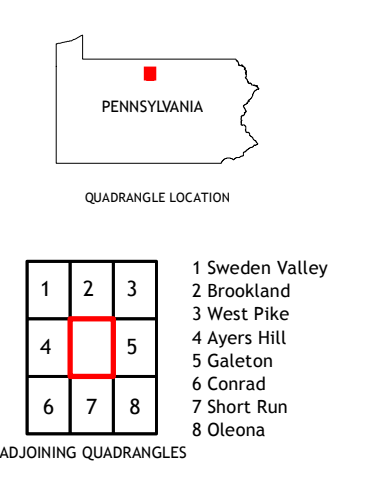 PENNSYLVANIA
QUADRANGLE LOCATION
1 2 3
4 5
6 7 8
1 Sweden Valley
2 Brookland
3 West Pike
4 Ayers Hill
5 Galeton
6 Conrad
7 Short Run
8 Oleona
ADJOINING QUADRANGLES